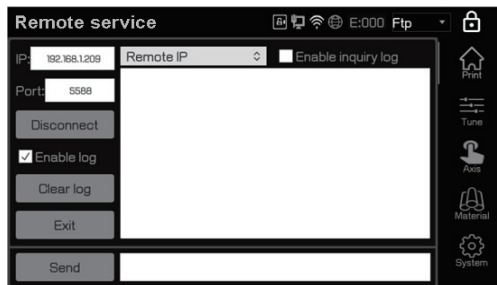 Remote service
E:000 Ftp
IP: 192.168.1.209
Remote IP
Enable inquiry log
Port: 5588
Disconnect
Enable log
Clear log
Exit
Send
Print
Tune
Axis
Material
System